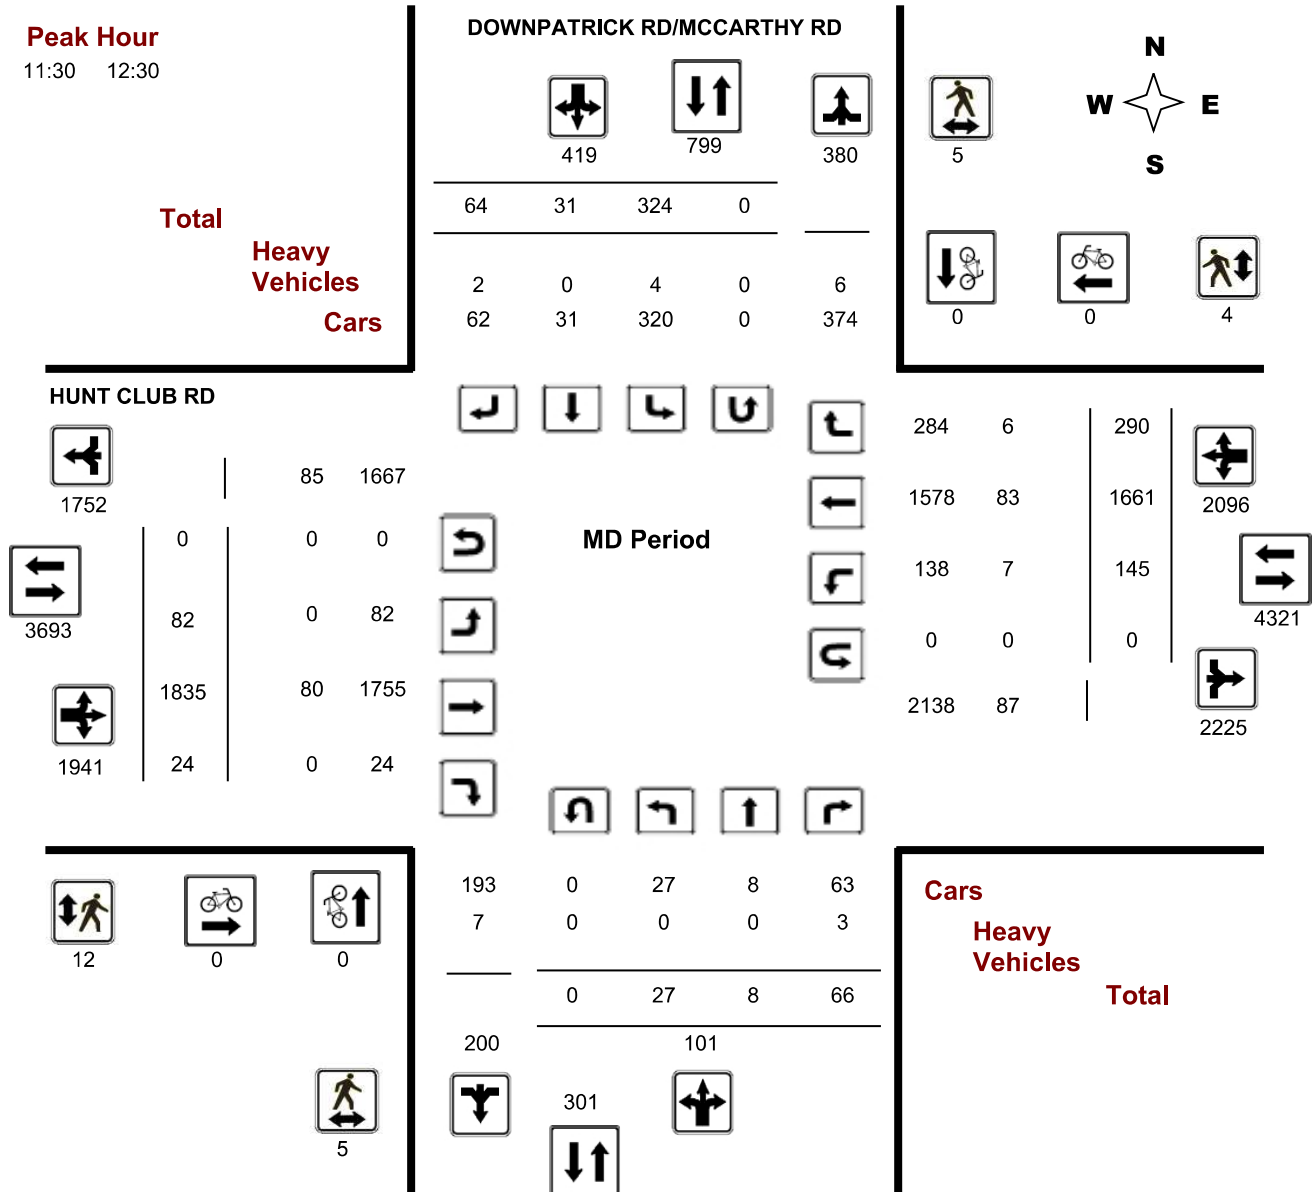 DOWNPATRICK RD/MCCARTHY RD
Peak Hour
11:30 12:30
N
W E
S
419 799 380 5
64 31 324 0
Total
Heavy
Vehicles
2 0 4 0 6
Cars
62 31 320 0 374
0 0 4
HUNT CLUB RD
284 6 290
85 1667
1752
1578 83 1661 2096
0 0 0
MD Period
138 7 145
82 0 82
3693
4321
0 0 0
1835 80 1755
2138 87
2225
1941 24 0 24
193 0 27 8 63
Cars
7 0 0 0 3
Heavy
Vehicles
12 0 0
0 27 8 66
Total
200 101
301
5